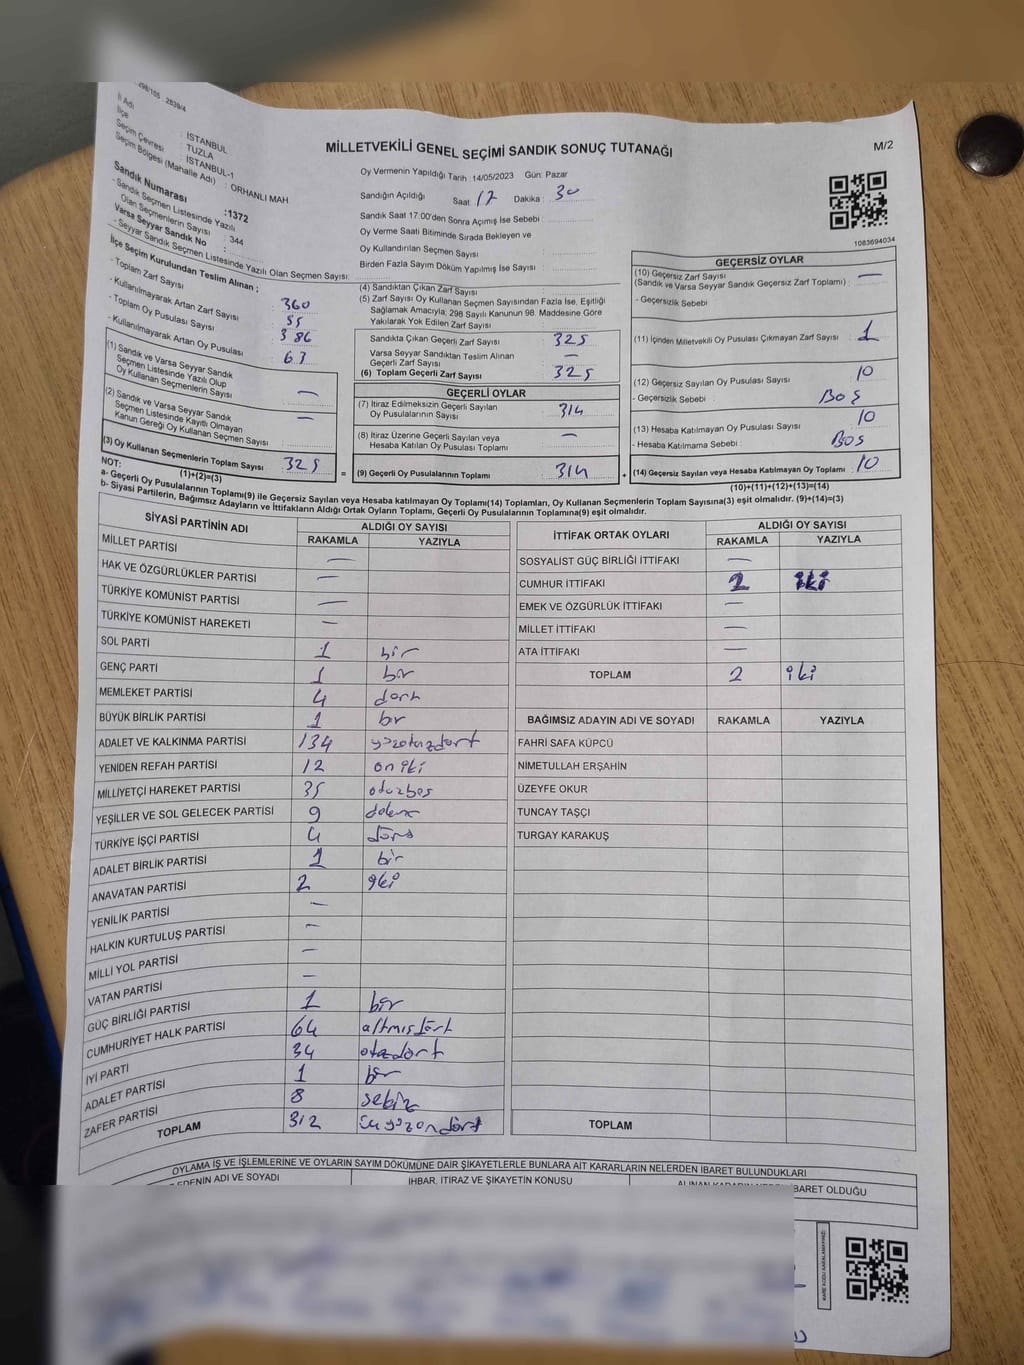 298/105 : 2839/4
İl Adı : İSTANBUL
İlçe : TUZLA
Seçim Çevresi : İSTANBUL-1
Seçim Bölgesi (Mahalle Adı) : ORHANLI MAH
Sandık Numarası :1372
- Sandık Seçmen Listesinde Yazılı
Olan Seçmenlerin Sayısı : 344
Varsa Seyyar Sandık No :
- Seyyar Sandık Seçmen Listesinde Yazılı Olan Seçmen Sayısı:
MİLLETVEKİLİ GENEL SEÇİMİ SANDIK SONUÇ TUTANAĞI
M/2
Oy Vermenin Yapıldığı Tarih :14/05/2023 Gün: Pazar
Sandığın Açıldığı Saat 17 Dakika : 30
Sandık Saat 17:00'den Sonra Açımış İse Sebebi :
Oy Verme Saati Bitiminde Sırada Bekleyen ve
Oy Kullandırılan Seçmen Sayısı :
Birden Fazla Sayım Döküm Yapılmış İse Sayısı :
1083694034
İlçe Seçim Kurulundan Teslim Alınan ;
- Toplam Zarf Sayısı : 360
- Kullanılmayarak Artan Zarf Sayısı : 55
- Toplam Oy Pusulası Sayısı : 386
- Kullanılmayarak Artan Oy Pusulası : 61
(1) Sandık ve Varsa Seyyar Sandık
Seçmen Listesinde Yazılı Olup
Oy Kullanan Seçmenlerin Sayısı : —
(2) Sandık ve Varsa Seyyar Sandık
Seçmen Listesinde Kayıtlı Olmayan
Kanun Gereği Oy Kullanan Seçmen Sayısı : —
(3) Oy Kullanan Seçmenlerin Toplam Sayısı : 325
(1)+(2)=(3)
(4) Sandıktan Çıkan Zarf Sayısı :
(5) Zarf Sayısı Oy Kullanan Seçmen Sayısından Fazla İse, Eşitliği
Sağlamak Amacıyla; 298 Sayılı Kanunun 98. Maddesine Göre
Yakılarak Yok Edilen Zarf Sayısı :
Sandıkta Çıkan Geçerli Zarf Sayısı : 325
Varsa Seyyar Sandıktan Teslim Alınan
Geçerli Zarf Sayısı : —
(6) Toplam Geçerli Zarf Sayısı : 325
GEÇERLİ OYLAR
(7) İtiraz Edilmeksizin Geçerli Sayılan
Oy Pusulalarının Sayısı : 314
(8) İtiraz Üzerine Geçerli Sayılan veya
Hesaba Katılan Oy Pusulası Toplamı : —
= (9) Geçerli Oy Pusulalarının Toplamı : 314 +
GEÇERSİZ OYLAR
(10) Geçersiz Zarf Sayısı
(Sandık ve Varsa Seyyar Sandık Geçersiz Zarf Toplamı) : —
- Geçersizlik Sebebi :
(11) İçinden Milletvekili Oy Pusulası Çıkmayan Zarf Sayısı : 1
(12) Geçersiz Sayılan Oy Pusulası Sayısı : 10
- Geçersizlik Sebebi : BOŞ
(13) Hesaba Katılmayan Oy Pusulası Sayısı : 10
- Hesaba Katılmama Sebebi : BOŞ
(14) Geçersiz Sayılan veya Hesaba Katılmayan Oy Toplamı : 10
(10)+(11)+(12)+(13)=(14)
NOT:
a- Geçerli Oy Pusulalarının Toplamı(9) ile Geçersiz Sayılan veya Hesaba katılmayan Oy Toplamı(14) Toplamları, Oy Kullanan Seçmenlerin Toplam Sayısına(3) eşit olmalıdır. (9)+(14)=(3)
b- Siyasi Partilerin, Bağımsız Adayların ve İttifakların Aldığı Ortak Oyların Toplamı, Geçerli Oy Pusulalarının Toplamına(9) eşit olmalıdır.
SİYASİ PARTİNİN ADI ALDIĞI OY SAYISI
RAKAMLA YAZIYLA
MİLLET PARTİSİ —
HAK VE ÖZGÜRLÜKLER PARTİSİ —
TÜRKİYE KOMÜNİST PARTİSİ —
TÜRKİYE KOMÜNİST HAREKETİ —
SOL PARTİ 1 bir
GENÇ PARTİ 1 bir
MEMLEKET PARTİSİ 4 dört
BÜYÜK BİRLİK PARTİSİ 1 br
ADALET VE KALKINMA PARTİSİ 134 yüzotuzdört
YENİDEN REFAH PARTİSİ 12 on iki
MİLLİYETÇİ HAREKET PARTİSİ 35 otuzbeş
YEŞİLLER VE SOL GELECEK PARTİSİ 9
TÜRKİYE İŞÇİ PARTİSİ 4 dört
ADALET BİRLİK PARTİSİ 1 bir
ANAVATAN PARTİSİ 2 iki
YENİLİK PARTİSİ —
HALKIN KURTULUŞ PARTİSİ —
MİLLİ YOL PARTİSİ —
VATAN PARTİSİ —
GÜÇ BİRLİĞİ PARTİSİ 1 bir
CUMHURİYET HALK PARTİSİ 64 altmışdört
İYİ PARTİ 34 otuzdört
ADALET PARTİSİ 1 bir
ZAFER PARTİSİ 8 sekiz
TOPLAM 312 üçyüzondört
İTTİFAK ORTAK OYLARI ALDIĞI OY SAYISI
RAKAMLA YAZIYLA
SOSYALİST GÜÇ BİRLİĞİ İTTİFAKI —
CUMHUR İTTİFAKI 2 iki
EMEK VE ÖZGÜRLÜK İTTİFAKI —
MİLLET İTTİFAKI —
ATA İTTİFAKI —
TOPLAM 2 iki
BAĞIMSIZ ADAYIN ADI VE SOYADI RAKAMLA YAZIYLA
FAHRİ SAFA KÜPCÜ
NİMETULLAH ERŞAHİN
ÜZEYFE OKUR
TUNCAY TAŞÇI
TURGAY KARAKUŞ
TOPLAM
OYLAMA İŞ VE İŞLEMLERİNE VE OYLARIN SAYIM DÖKÜMÜNE DAİR ŞİKAYETLERLE BUNLARA AİT KARARLARIN NELERDEN İBARET BULUNDUKLARI
EDENİN ADI VE SOYADI İHBAR, İTİRAZ VE ŞİKAYETİN KONUSU ALINAN KARARIN NEDEN İBARET OLDUĞU
KARE KODU KARALAMAYINIZ!